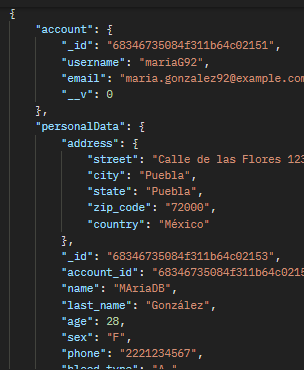 {
"account": {
"_id": "68346735084f311b64c02151",
"username": "mariaG92",
"email": "maria.gonzalez92@example.com
"__v": 0
},
"personalData": {
"address": {
"street": "Calle de las Flores 123
"city": "Puebla",
"state": "Puebla",
"zip_code": "72000",
"country": "México"
},
"_id": "68346735084f311b64c02153",
"account_id": "68346735084f311b64c0215
"name": "MAriaDB",
"last_name": "González",
"age": 28,
"sex": "F",
"phone": "2221234567",
"blood_type": "A